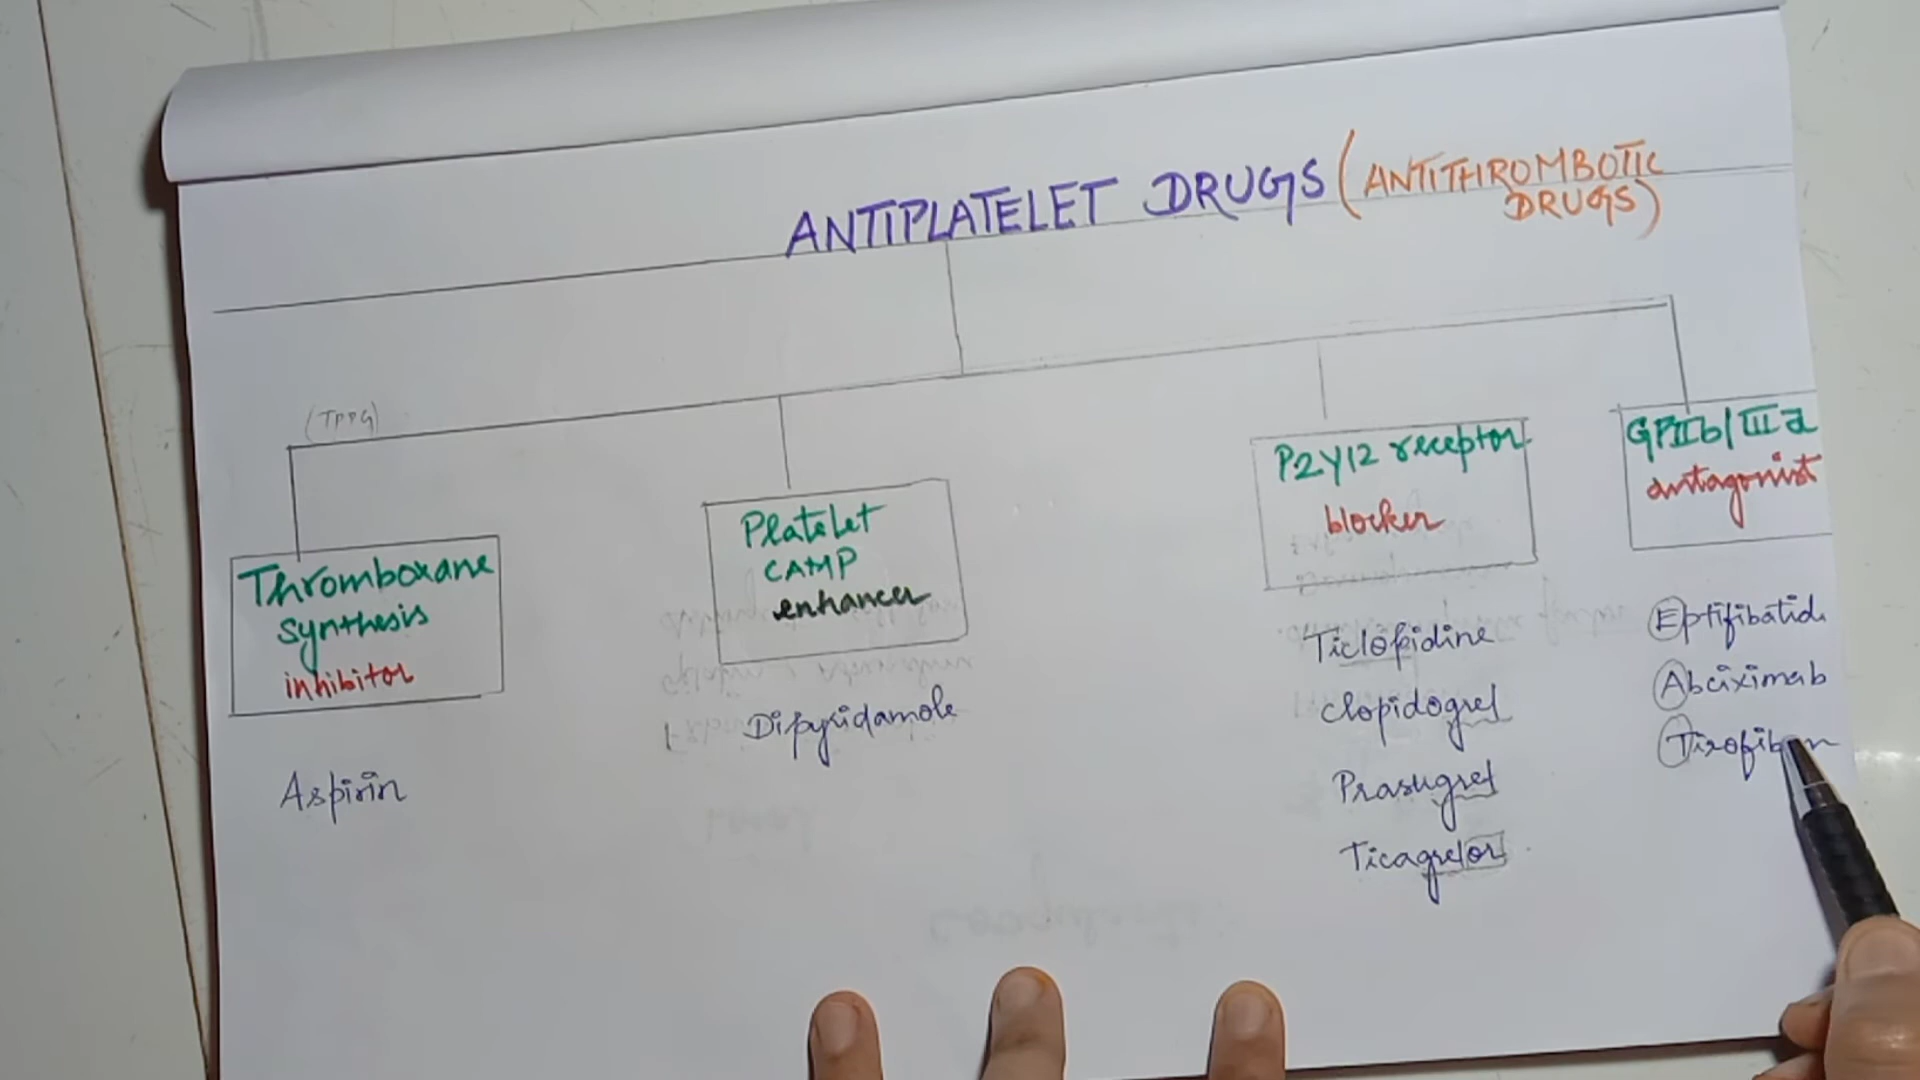 ANTIPLATELET DRUGS (ANTITHROMBOTIC
DRUGS)
(TPPG)
Thromboxane
synthesis
inhibitor
Aspirin
Platelet
CAMP
enhancer
Dipyridamole
P2Y12 receptor
blocker
Ticlopidine
Clopidogrel
Prasugrel
Ticagrelor
GPIIb/IIIa
antagonist
Eptifibatide
Abciximab
Tirofiban